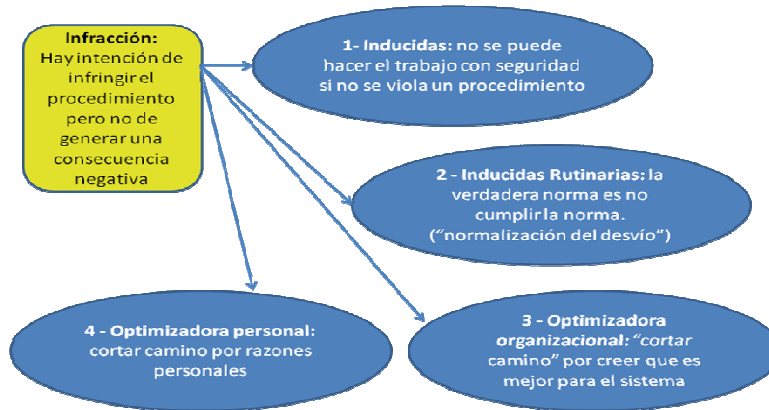 Infracción:
Hay intención de
infringir el
procedimiento
pero no de
generar una
consecuencia
negativa
1- Inducidas: no se puede
hacer el trabajo con seguridad
si no se viola un procedimiento
2 - Inducidas Rutinarias: la
verdadera norma es no
cumplir la norma.
(“normalización del desvío“)
3 - Optimizadora
organizacional: “cortar
camino” por creer que es
mejor para el sistema
4 - Optimizadora personal:
cortar camino por razones
personales